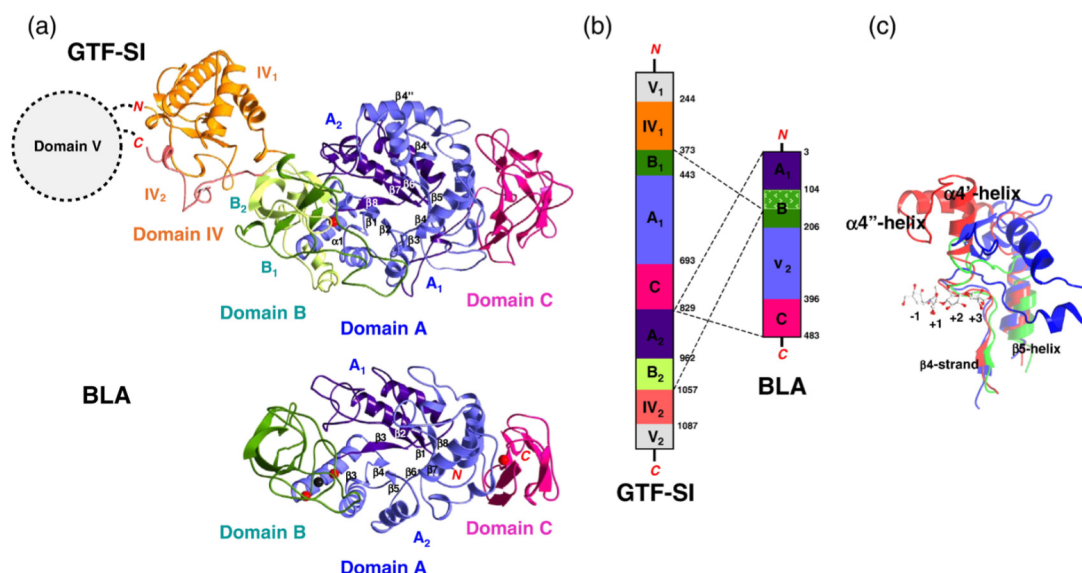 (a)
GTF-SI
IV1
N
Domain V
C
IV2
Domain IV
B2
B1
Domain B
A2
β4''
β4'
β7
β6
β5
β8
β1
β2
β4
β3
α1
A1
Domain C
Domain A
BLA
A1
β3
β2
β1
β8
β3
β4
β6
β7
β5
N
C
A2
Domain B
Domain C
Domain A
(b)
N
V1
244
IV1
373
B1
443
A1
693
C
829
A2
962
B2
1057
IV2
1087
V2
C
GTF-SI
N
3
A1
104
B
206
v2
396
C
483
C
BLA
(c)
α4'-helix
α4''-helix
-1
+1
+2
+3
β5-helix
β4-strand